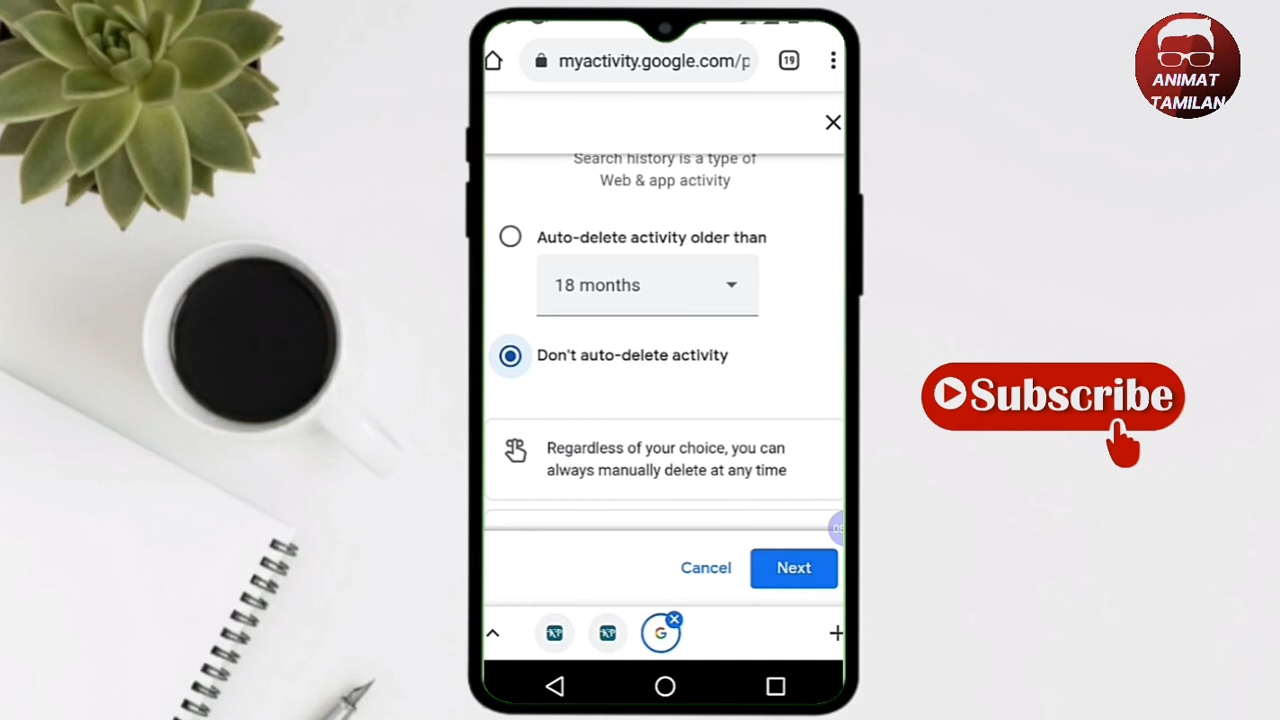 myactivity.google.com/p
19
Search history is a type of
Web & app activity
Auto-delete activity older than
18 months
Don't auto-delete activity
Regardless of your choice, you can
always manually delete at any time
Cancel
Next
ANIMAT
TAMILAN
Subscribe